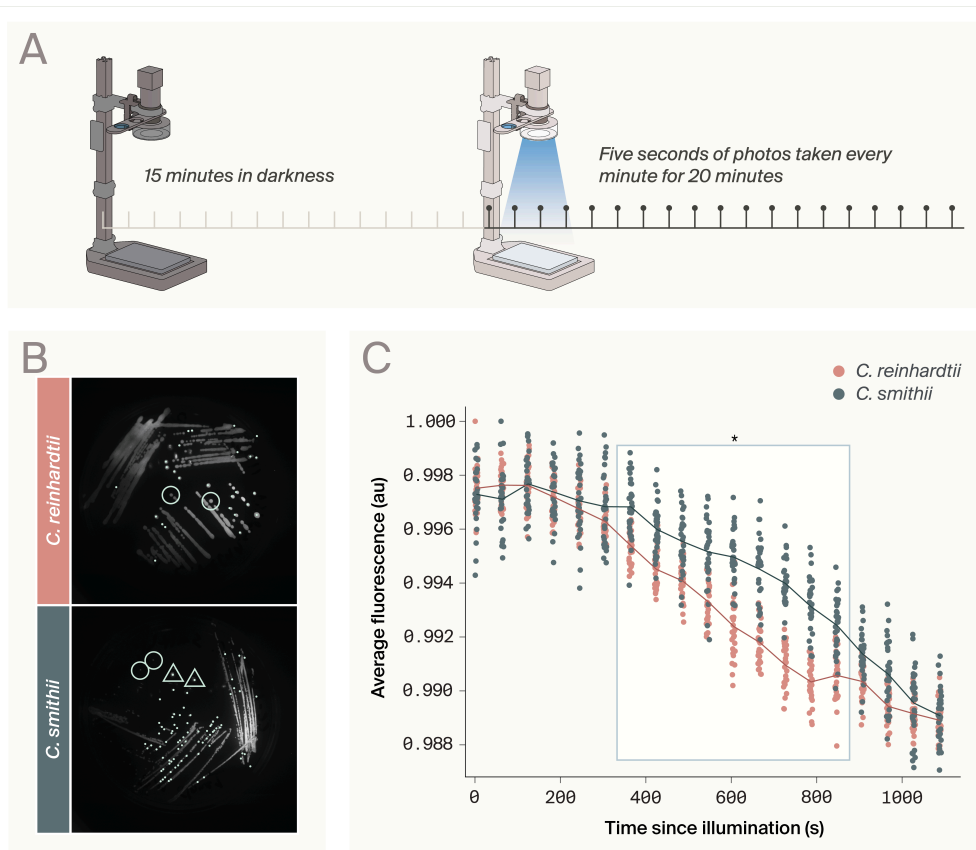 A
15 minutes in darkness
Five seconds of photos taken every
minute for 20 minutes
B
C. reinhardtii
C. smithii
C
C. reinhardtii
C. smithii
*
Average fluorescence (au)
1.000
0.998
0.996
0.994
0.992
0.990
0.988
0 200 400 600 800 1000
Time since illumination (s)